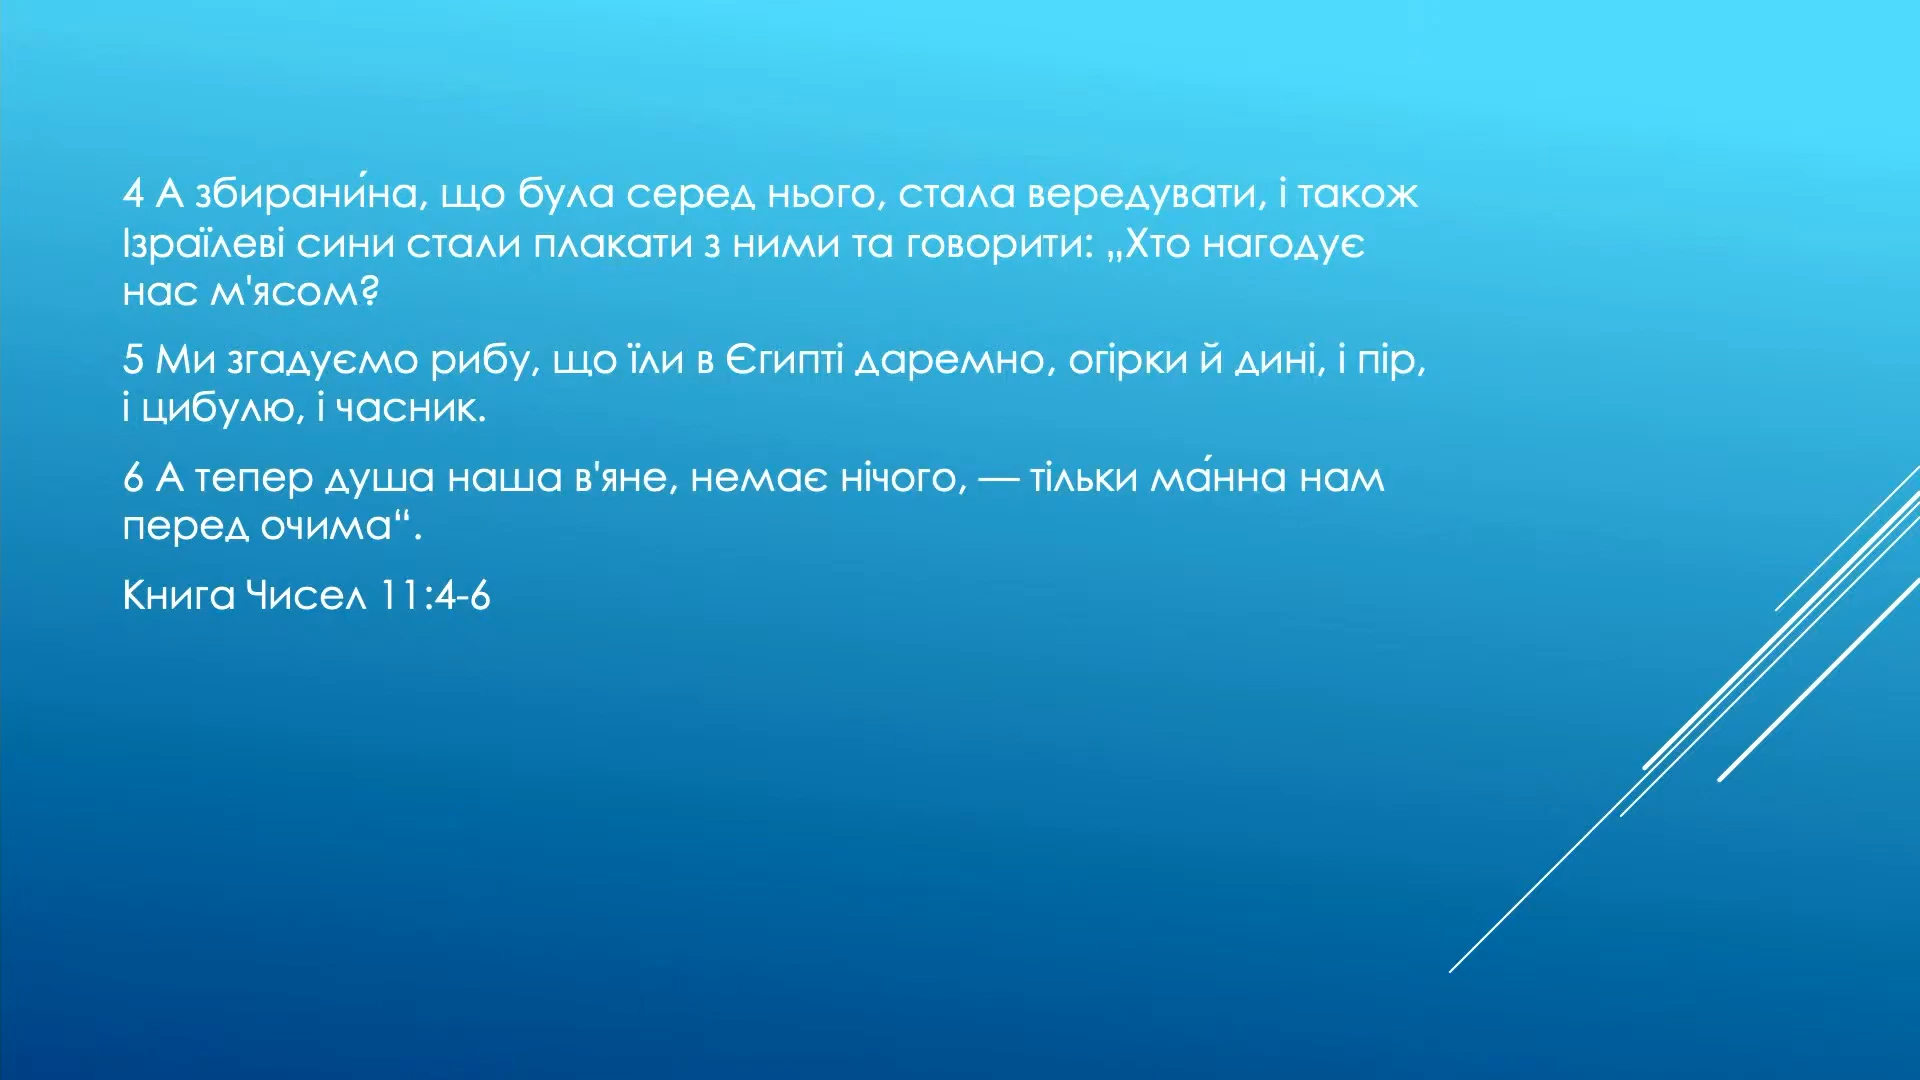 4 А збирани́на, що була серед нього, стала вередувати, і також
Ізраїлеві сини стали плакати з ними та говорити: „Хто нагодує
нас м'ясом?
5 Ми згадуємо рибу, що їли в Єгипті даремно, огірки й дині, і пір,
і цибулю, і часник.
6 А тепер душа наша в'яне, немає нічого, — тільки ма́нна нам
перед очима“.
Книга Чисел 11:4-6